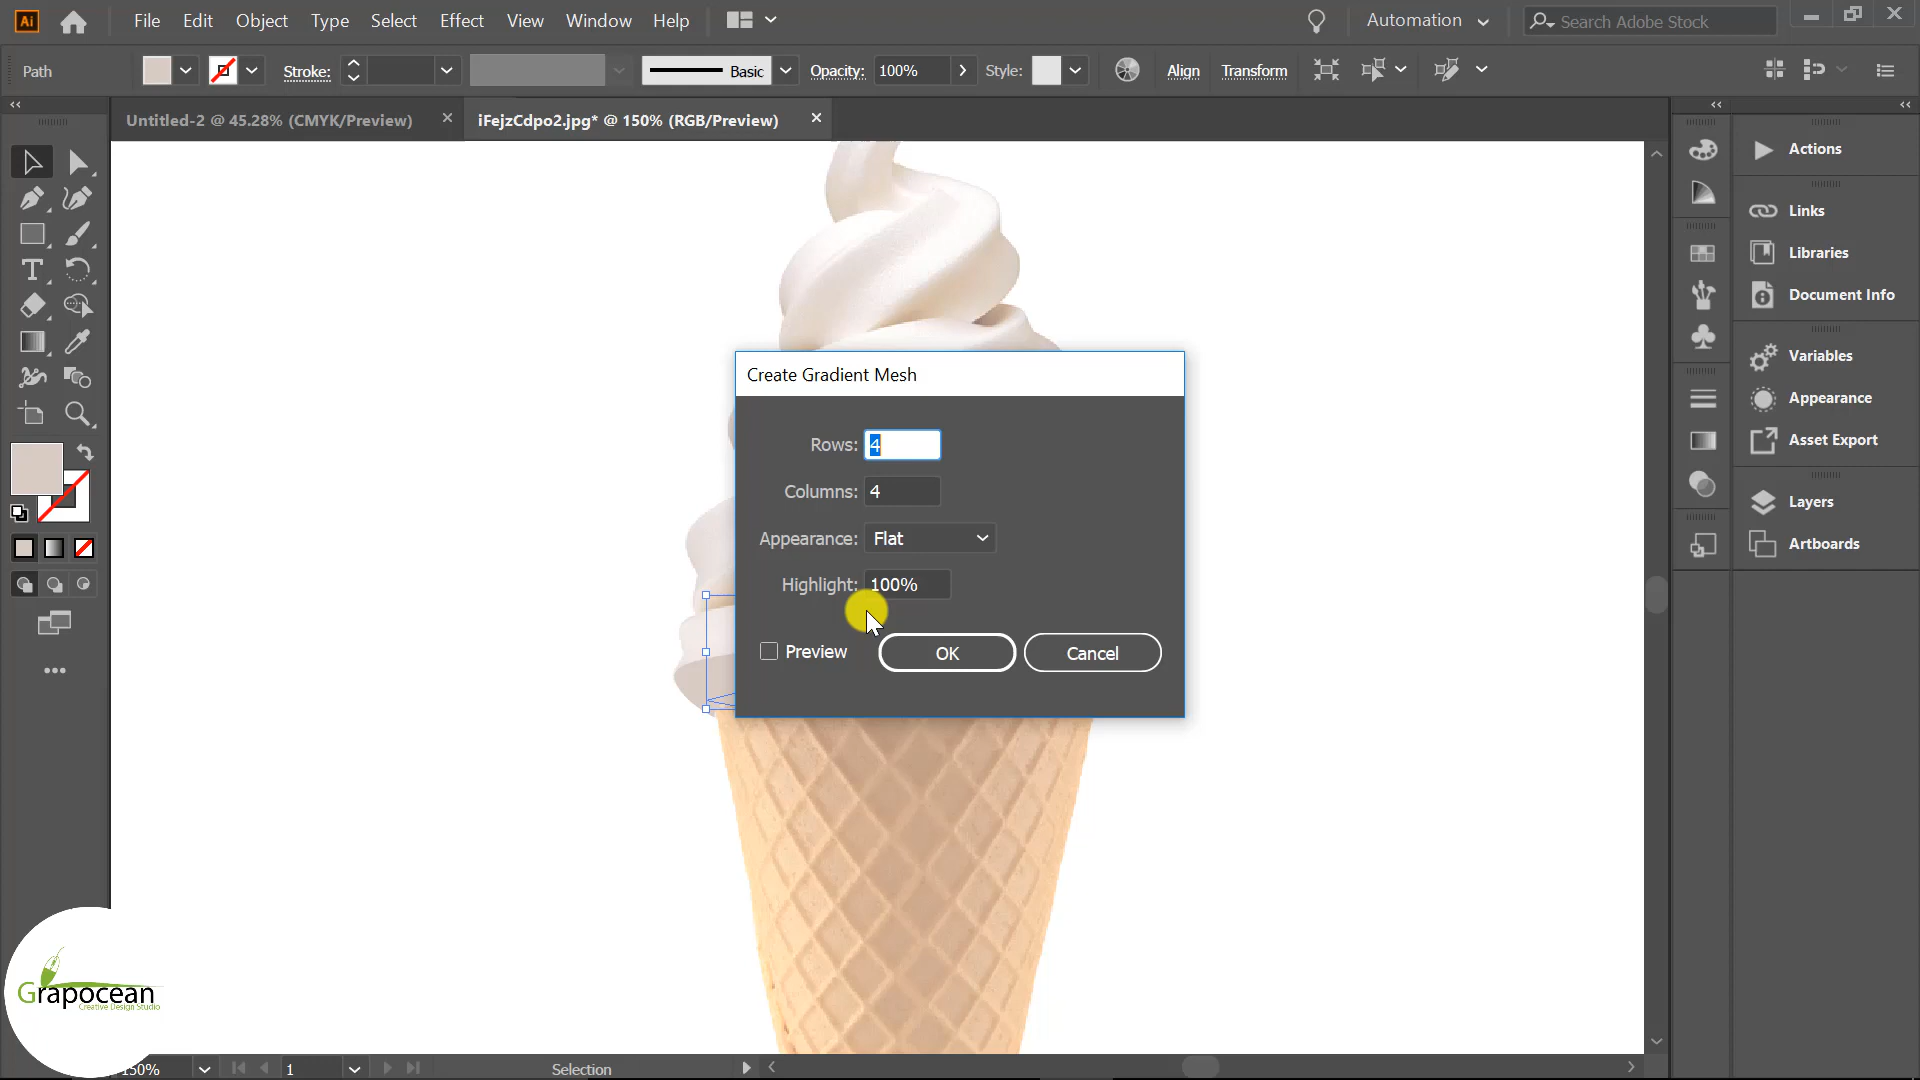 Ai File Edit Object Type Select Effect View Window Help Automation Search Adobe Stock
Path Stroke: Basic Opacity: 100% Style: Align Transform
Untitled-2 @ 45.28% (CMYK/Preview) iFejzCdpo2.jpg* @ 150% (RGB/Preview)
Create Gradient Mesh
Rows: 4
Columns: 4
Appearance: Flat
Highlight: 100%
Preview OK Cancel
Actions
Links
Libraries
Document Info
Variables
Appearance
Asset Export
Layers
Artboards
Grapocean
Creative Design Studio
150% 1 Selection